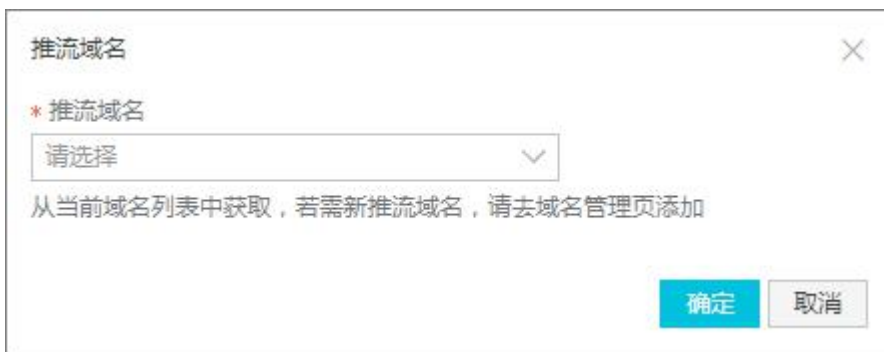 推流域名
* 推流域名
请选择
从当前域名列表中获取，若需新推流域名，请去域名管理页添加
确定 取消